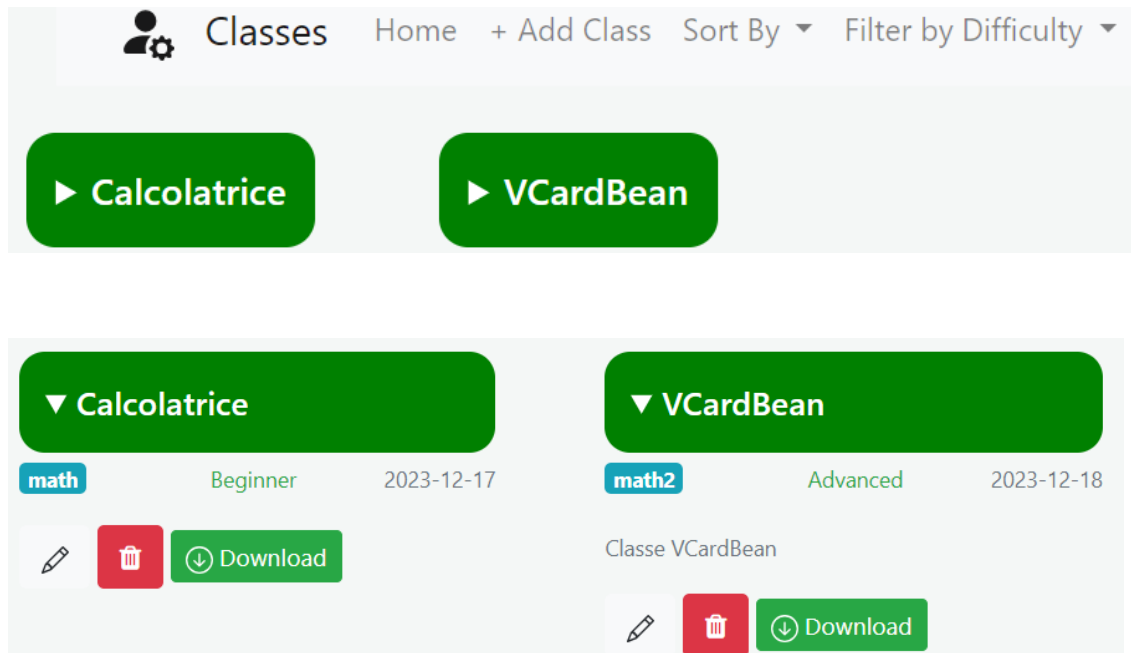 Classes Home + Add Class Sort By Filter by Difficulty
Calcolatrice VCardBean
Calcolatrice VCardBean
math Beginner 2023-12-17 math2 Advanced 2023-12-18
Download Classe VCardBean
Download